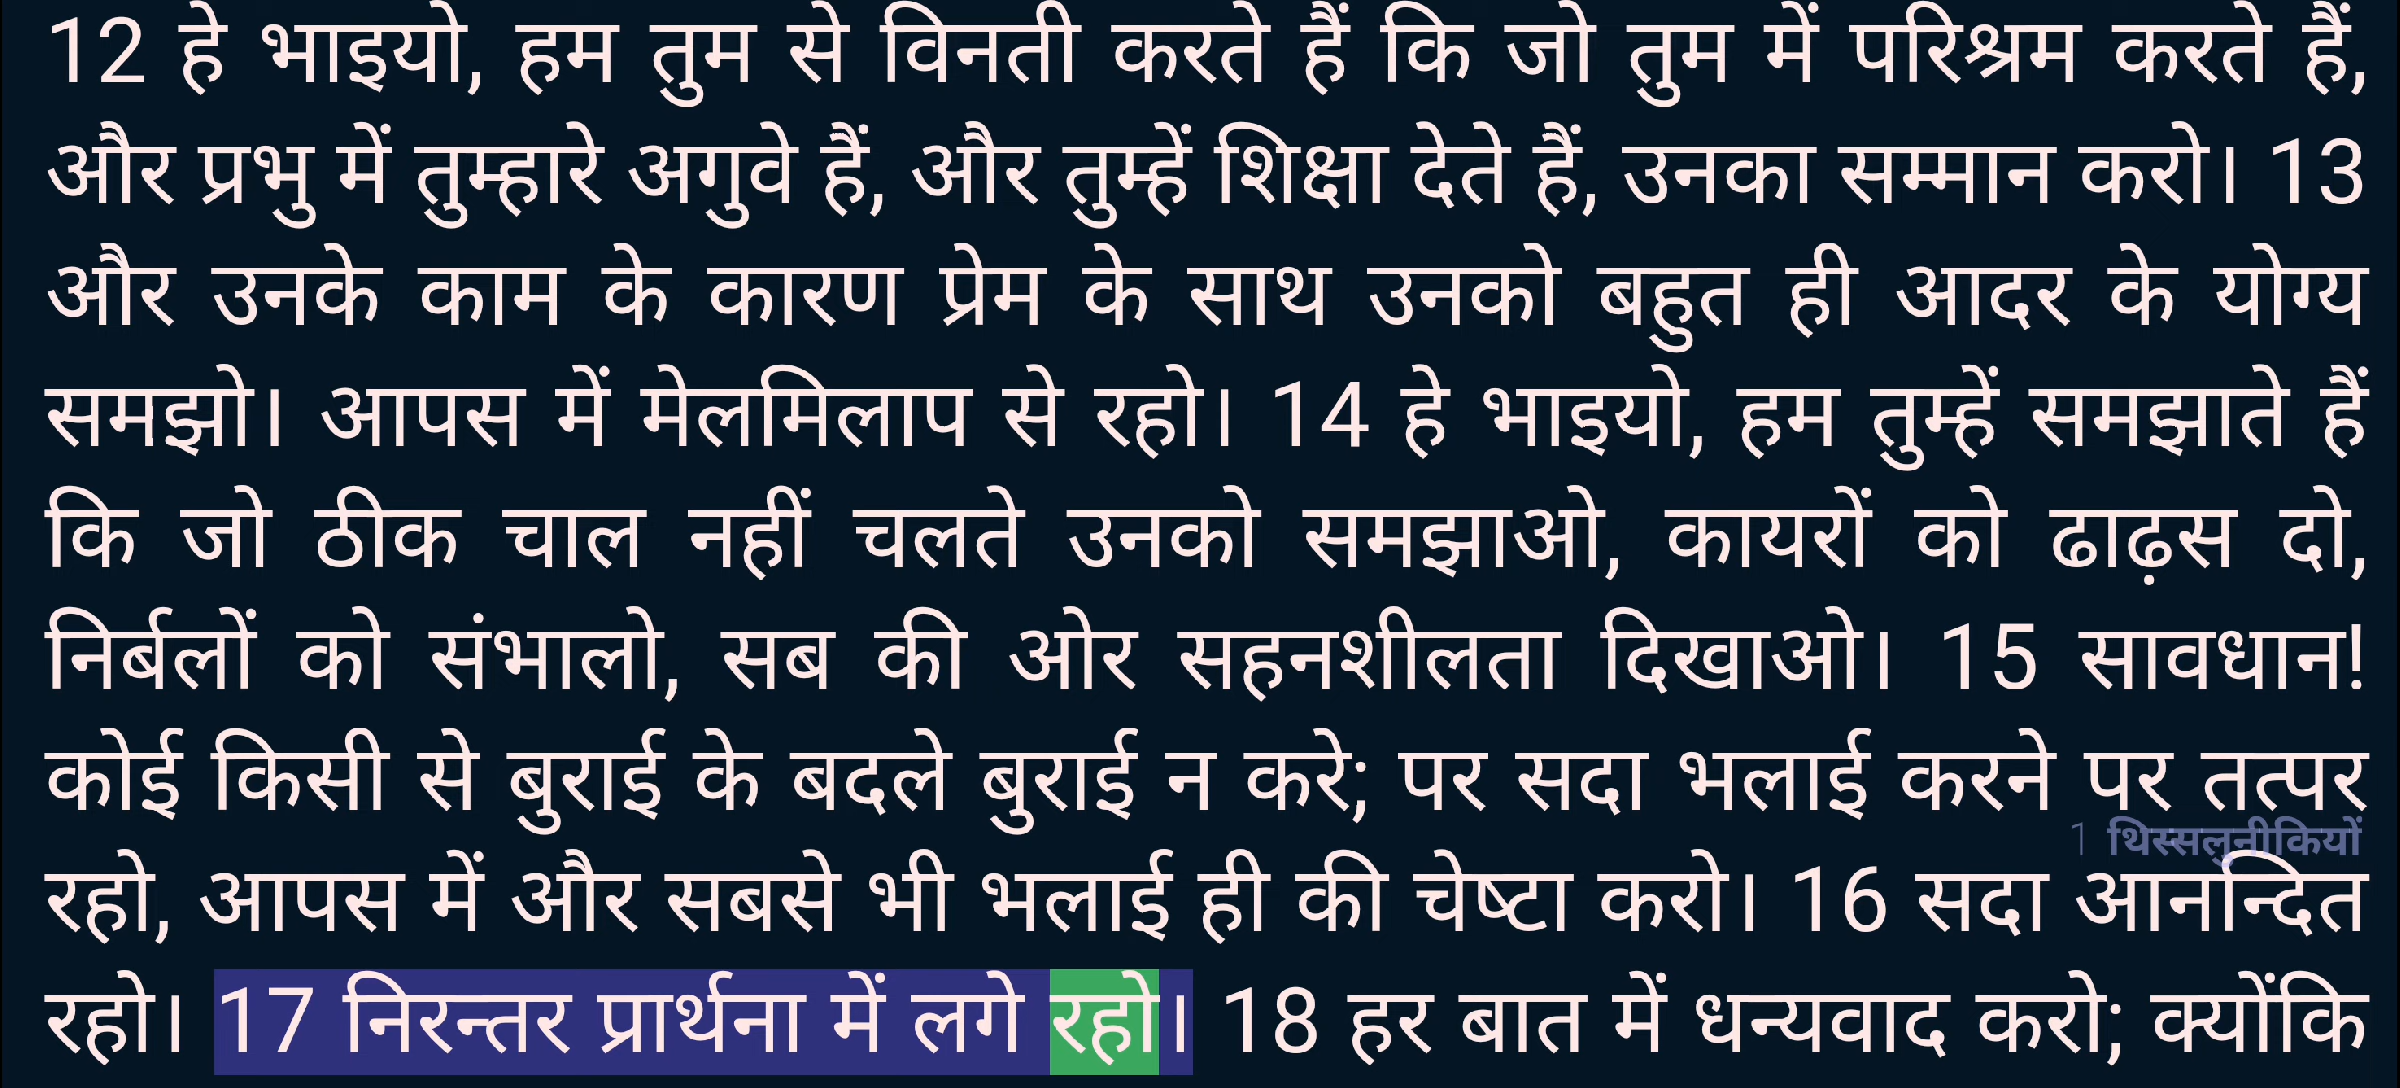 12 हे भाइयो, हम तुम से विनती करते हैं कि जो तुम में परिश्रम करते हैं,
और प्रभु में तुम्हारे अगुवे हैं, और तुम्हें शिक्षा देते हैं, उनका सम्मान करो। 13
और उनके काम के कारण प्रेम के साथ उनको बहुत ही आदर के योग्य
समझो। आपस में मेलमिलाप से रहो। 14 हे भाइयो, हम तुम्हें समझाते हैं
कि जो ठीक चाल नहीं चलते उनको समझाओ, कायरों को ढाढ़स दो,
निर्बलों को संभालो, सब की ओर सहनशीलता दिखाओ। 15 सावधान!
कोई किसी से बुराई के बदले बुराई न करे; पर सदा भलाई करने पर तत्पर
1 थिस्सलुनीकियों
रहो, आपस में और सबसे भी भलाई ही की चेष्टा करो। 16 सदा आनन्दित
रहो। 17 निरन्तर प्रार्थना में लगे रहो। 18 हर बात में धन्यवाद करो; क्योंकि